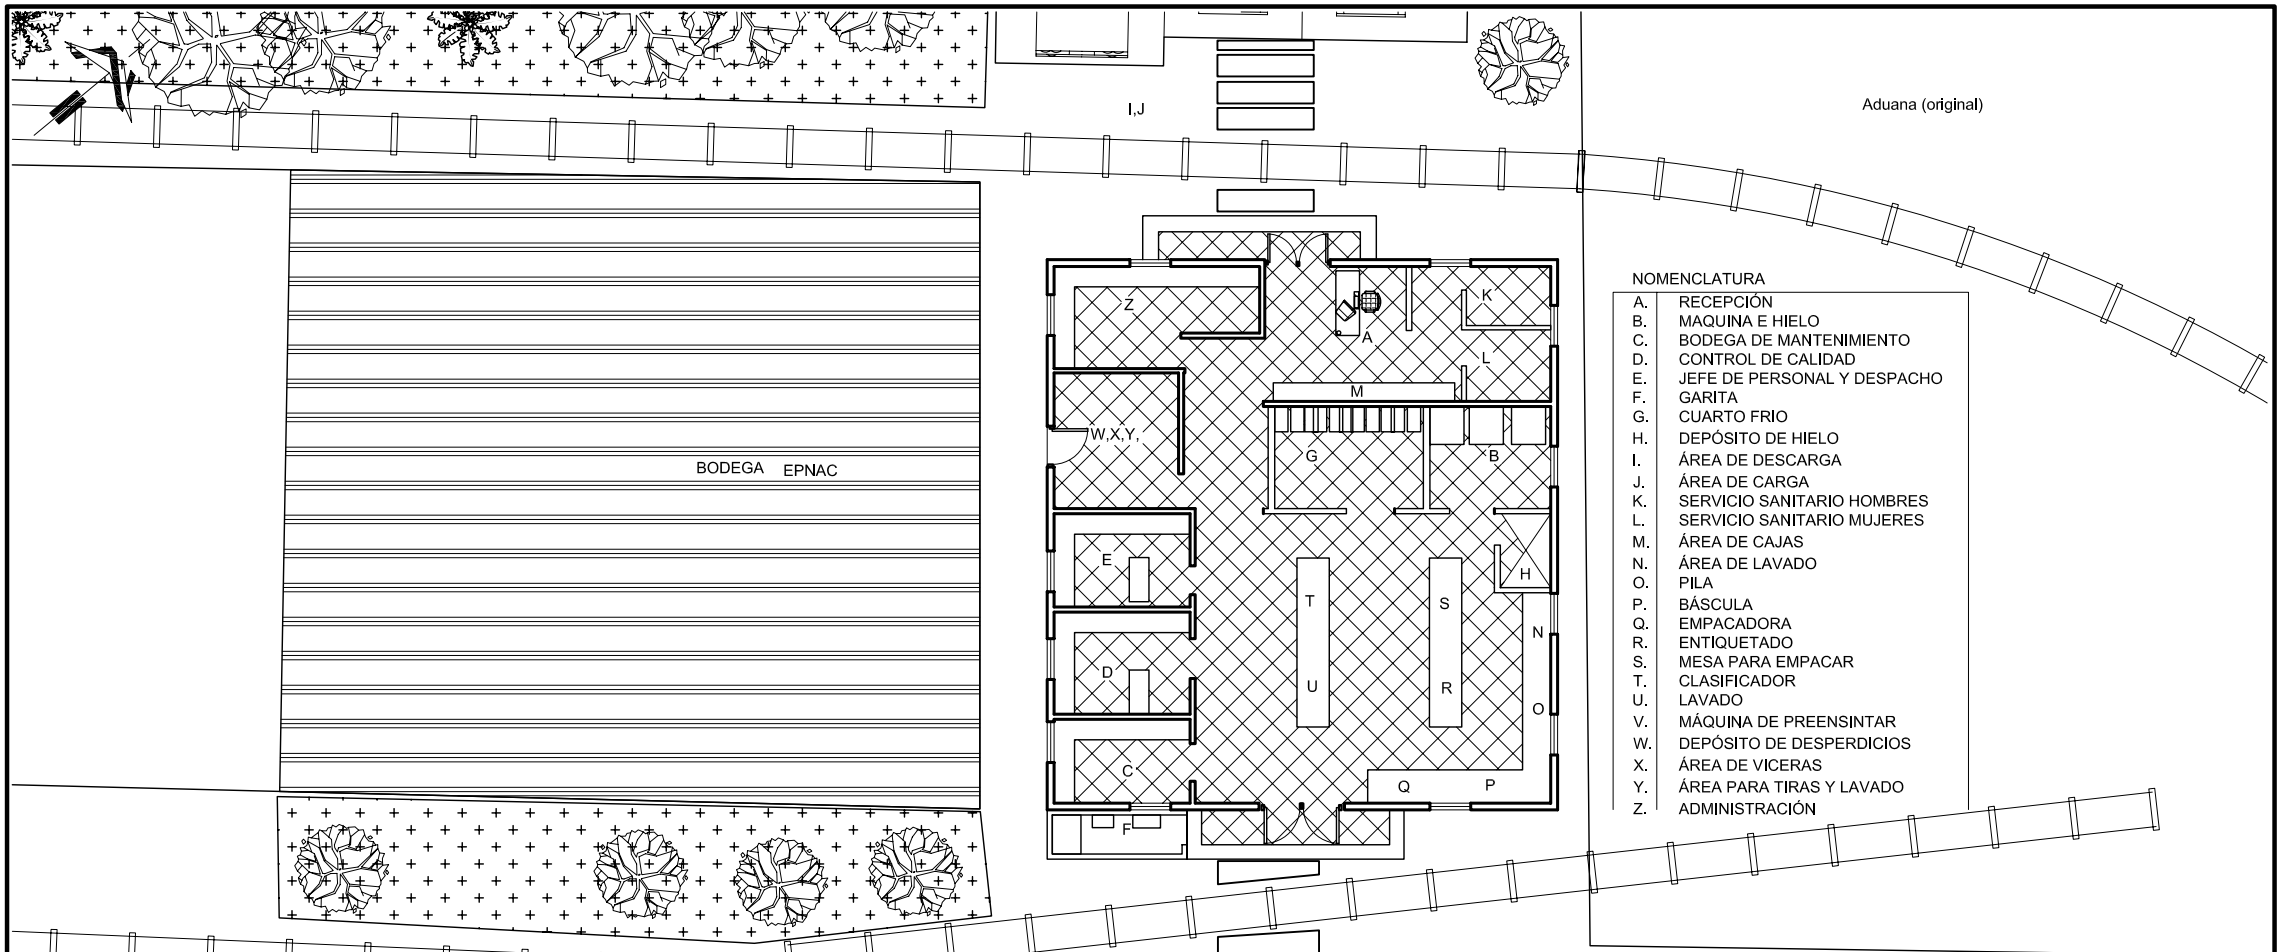 I,J
Aduana (original)
NOMENCLATURA
A. RECEPCIÓN
B. MAQUINA E HIELO
C. BODEGA DE MANTENIMIENTO
D. CONTROL DE CALIDAD
E. JEFE DE PERSONAL Y DESPACHO
F. GARITA
G. CUARTO FRIO
H. DEPÓSITO DE HIELO
I. ÁREA DE DESCARGA
J. ÁREA DE CARGA
K. SERVICIO SANITARIO HOMBRES
L. SERVICIO SANITARIO MUJERES
M. ÁREA DE CAJAS
N. ÁREA DE LAVADO
O. PILA
P. BÁSCULA
Q. EMPACADORA
R. ENTIQUETADO
S. MESA PARA EMPACAR
T. CLASIFICADOR
U. LAVADO
V. MÁQUINA DE PREENSINTAR
W. DEPÓSITO DE DESPERDICIOS
X. ÁREA DE VICERAS
Y. ÁREA PARA TIRAS Y LAVADO
Z. ADMINISTRACIÓN
Z
K
A
L
M
W,X,Y,
G
B
BODEGA EPNAC
E
H
T
S
N
D
U
R
O
C
Q
P
F